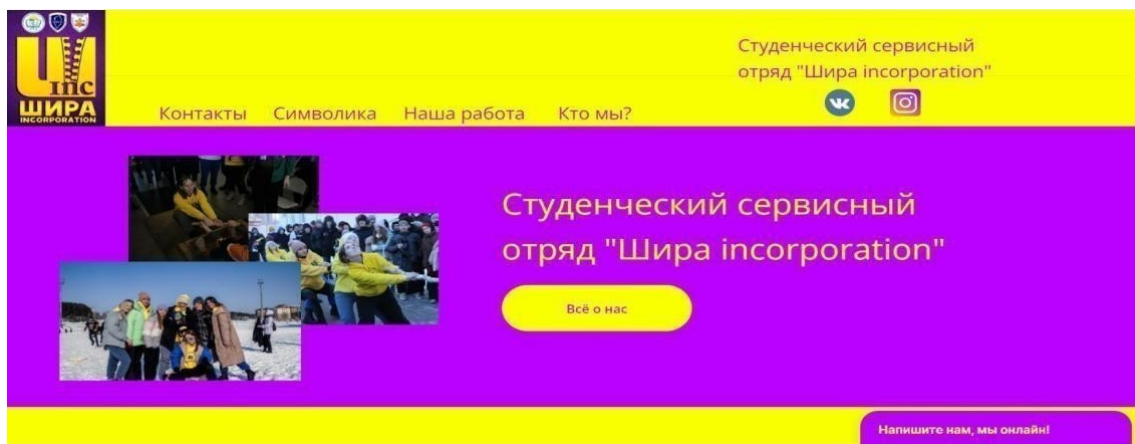 inc
ШИРА
INCORPORATION
Контакты Символика Наша работа Кто мы?
Студенческий сервисный
отряд "Шира incorporation"
Студенческий сервисный
отряд "Шира incorporation"
Всё о нас
Напишите нам, мы онлайн!